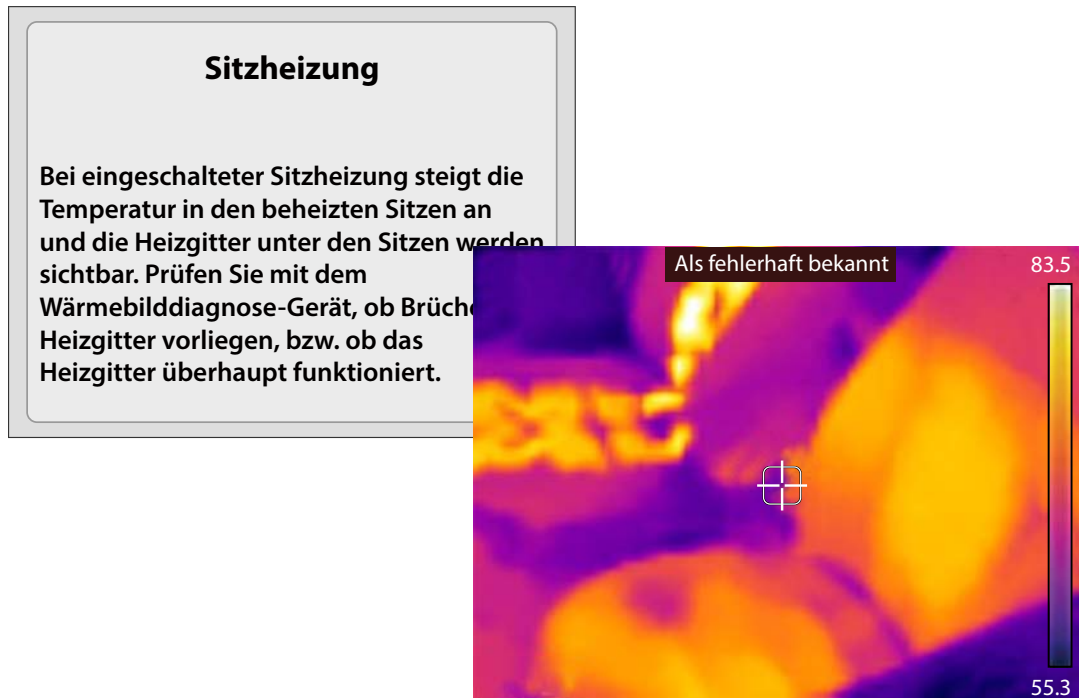 Sitzheizung
Bei eingeschalteter Sitzheizung steigt die
Temperatur in den beheizten Sitzen an
und die Heizgitter unter den Sitzen werden
sichtbar. Prüfen Sie mit dem
Wärmebilddiagnose-Gerät, ob Brüche
Heizgitter vorliegen, bzw. ob das
Heizgitter überhaupt funktioniert.
Als fehlerhaft bekannt
83.5
55.3